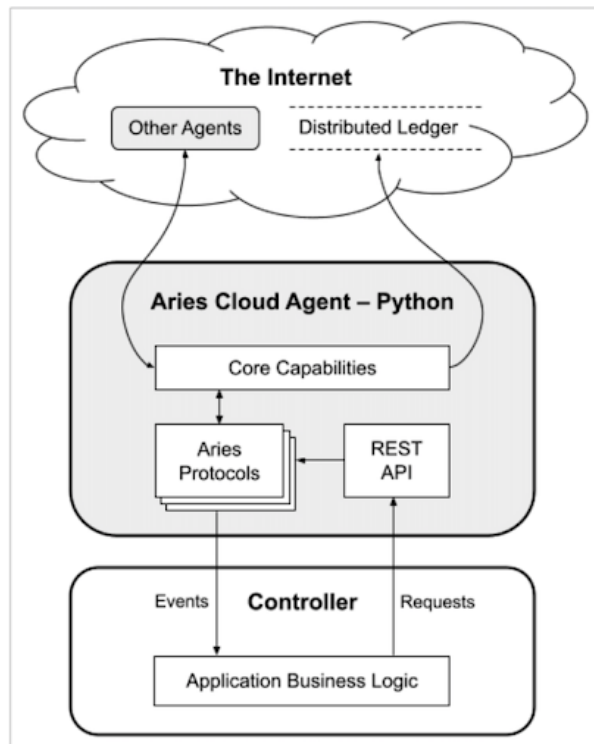 The Internet
Other Agents
Distributed Ledger
Aries Cloud Agent – Python
Core Capabilities
Aries
Protocols
REST
API
Events
Controller
Requests
Application Business Logic